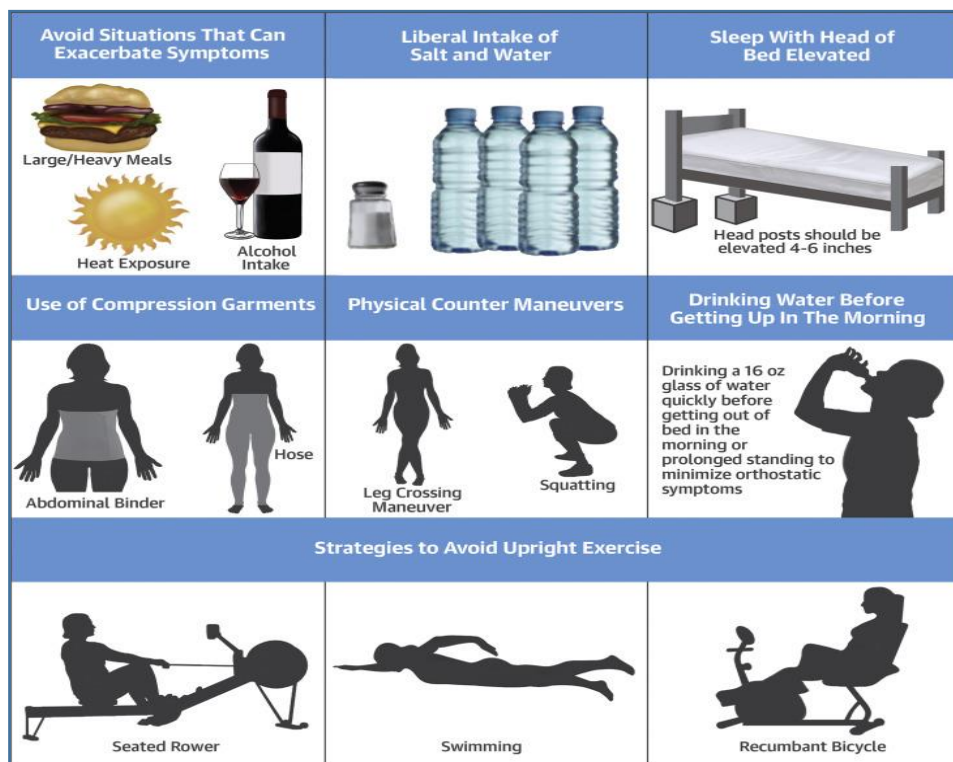 Avoid Situations That Can
Exacerbate Symptoms
Liberal Intake of
Salt and Water
Sleep With Head of
Bed Elevated
Large/Heavy Meals
Heat Exposure
Alcohol
Intake
Head posts should be
elevated 4-6 inches
Use of Compression Garments
Physical Counter Maneuvers
Drinking Water Before
Getting Up In The Morning
Abdominal Binder
Hose
Leg Crossing
Maneuver
Squatting
Drinking a 16 oz
glass of water
quickly before
getting out of
bed in the
morning or
prolonged standing to
minimize orthostatic
symptoms
Strategies to Avoid Upright Exercise
Seated Rower
Swimming
Recumbant Bicycle